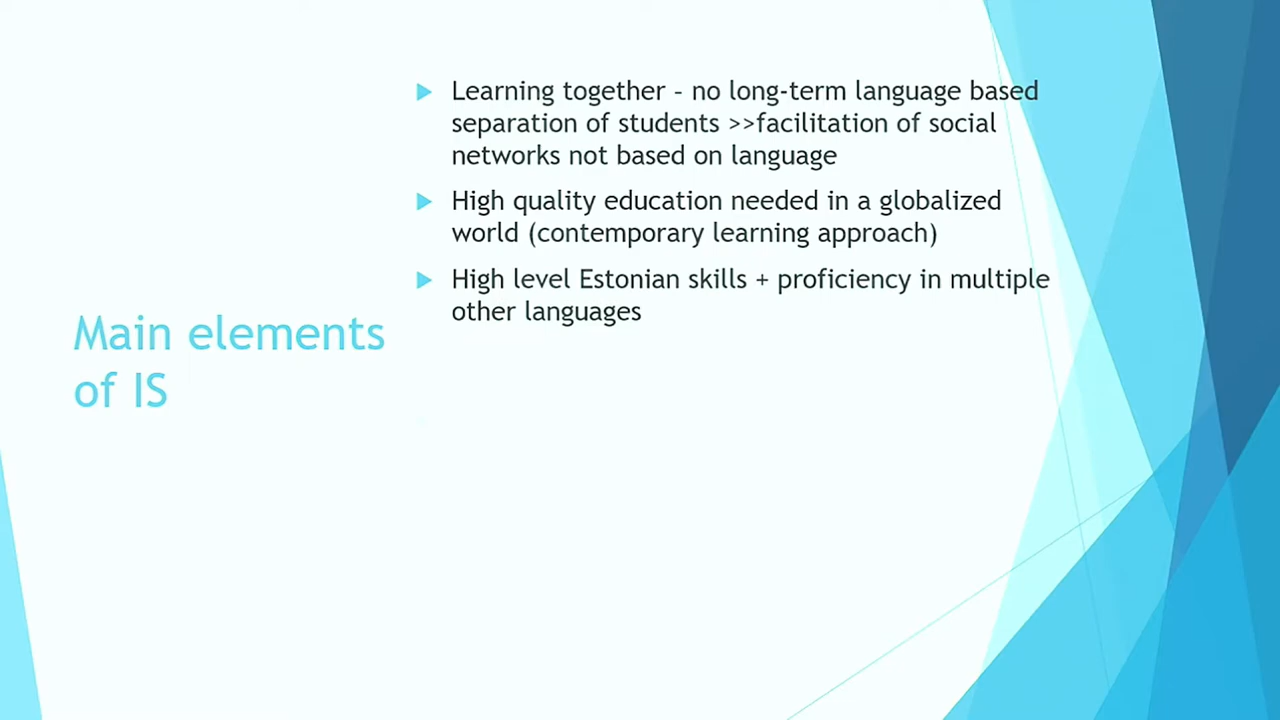 Main elements
of IS
Learning together – no long-term language based
separation of students >>facilitation of social
networks not based on language
High quality education needed in a globalized
world (contemporary learning approach)
High level Estonian skills + proficiency in multiple
other languages